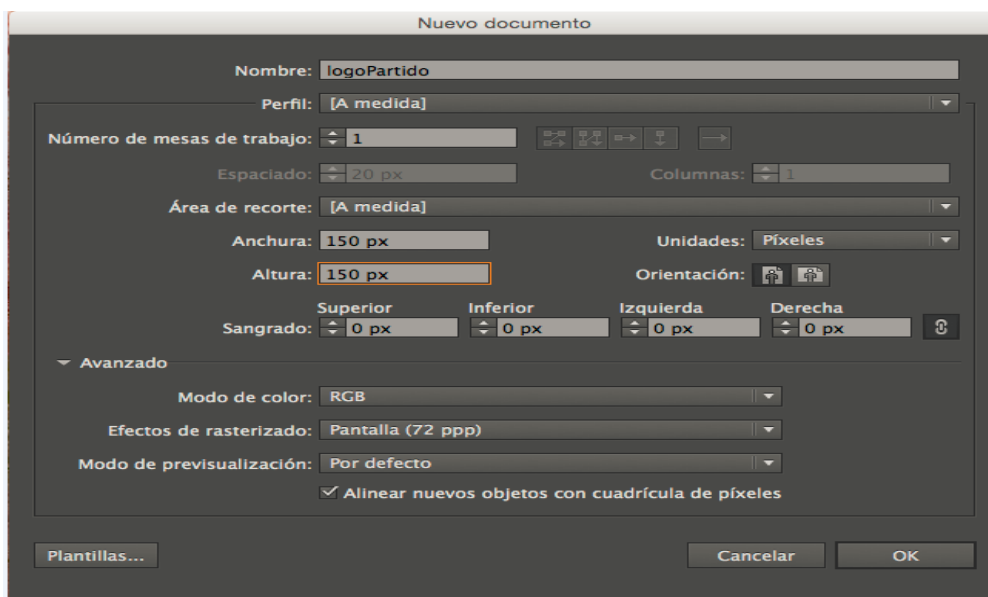 Nuevo documento
Nombre: logoPartido
Perfil: [A medida]
Número de mesas de trabajo: 1
Espaciado: 20 px Columnas: 1
Área de recorte: [A medida]
Anchura: 150 px Unidades: Píxeles
Altura: 150 px Orientación:
Superior Inferior Izquierda Derecha
Sangrado: 0 px 0 px 0 px 0 px
Avanzado
Modo de color: RGB
Efectos de rasterizado: Pantalla (72 ppp)
Modo de previsualización: Por defecto
Alinear nuevos objetos con cuadrícula de píxeles
Plantillas... Cancelar OK